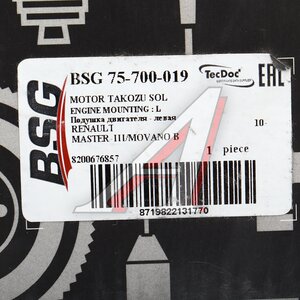 BSG
BSG 75-700-019
TecDoc
EAC
MOTOR TAKOZU SOL
ENGINE MOUNTING : L
Подушка двигателя - левая
RENAULT 10-
MASTER III/MOVANO B
8200676857
1 piece
8719822131770